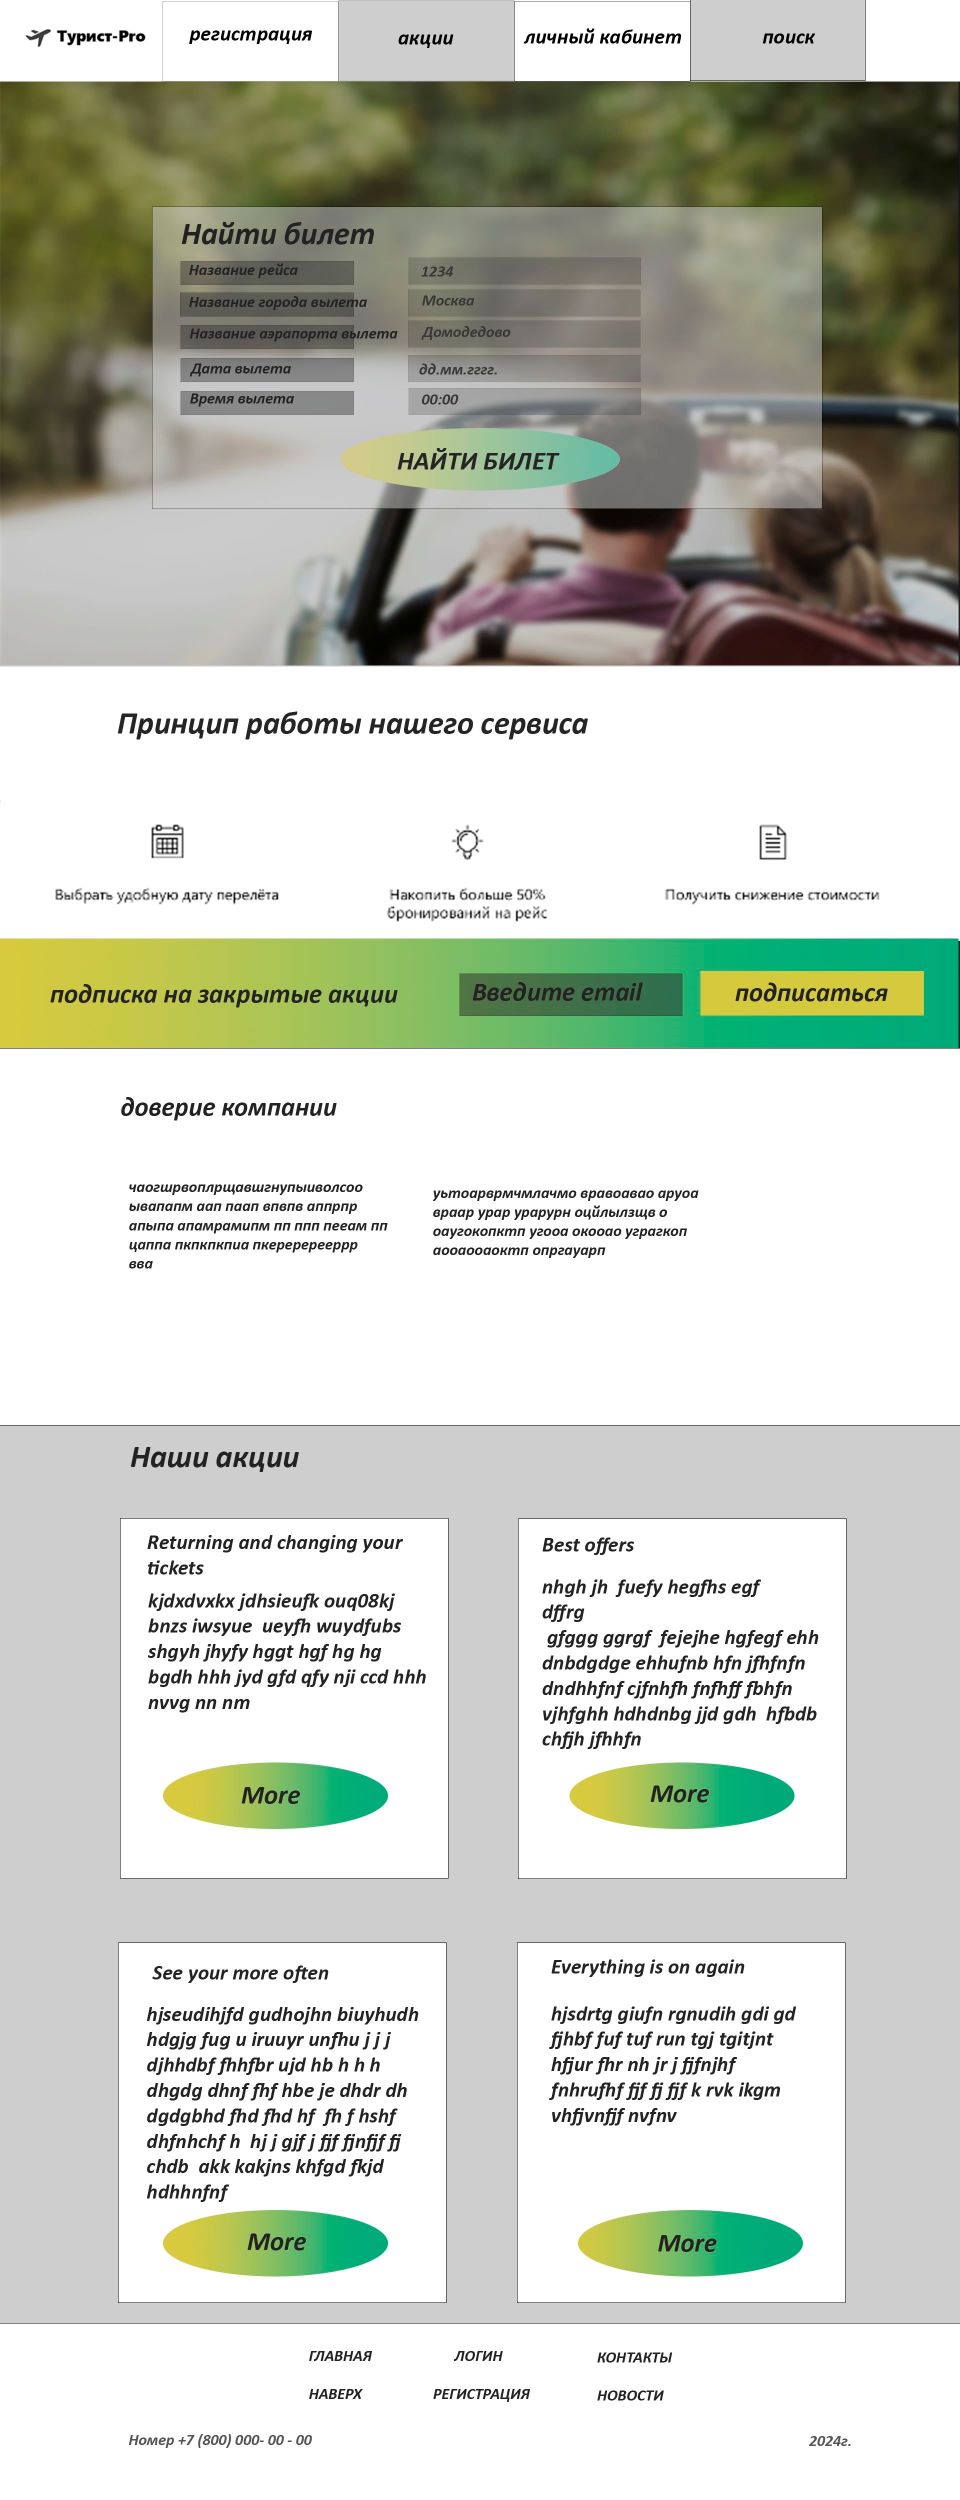 Турист-Pro
регистрация
акции
личный кабинет
поиск
Найти билет
Название рейса
1234
Название города вылета
Москва
Название аэрапорта вылета
Домодедово
Дата вылета
дд.мм.гггг.
Время вылета
00:00
НАЙТИ БИЛЕТ
Принцип работы нашего сервиса
Выбрать удобную дату перелёта
Накопить больше 50%
бронирований на рейс
Получить снижение стоимости
подписка на закрытые акции
Введите email
подписаться
доверие компании
чаогшрвоплрщавшгнупыиволсоо
ывапапм аап паап впвпв аппрпр
апыпа апамрамипм пп ппп пееам пп
цаппа пкпкпкпиа пкереререеррр
вва
уьтоарврмчмлачмо вравоавао аруоа
враар урар урарурн оцйлылзщв о
оаугокопктп угооа окооао уграгкоп
аооаооаоктп опргауарп
Наши акции
Returning and changing your
tickets
kjdxdvxkx jdhsieufk ouq08kj
bnzs iwsyue  ueyfh wuydfubs
shgyh jhyfy hggt hgf hg hg
bgdh hhh jyd gfd qfy nji ccd hhh
nvvg nn nm
More
Best offers
nhgh jh  fuefy hegfhs egf
dffrg
gfggg ggrgf  fejejhe hgfegf ehh
dnbdgdge ehhufnb hfn jfhfnfn
dndhhfnf cjfnhfh fnfhff fbhfn
vjhfghh hdhdnbg jjd gdh  hfbdb
chfjh jfhhfn
More
See your more often
hjseudihjfd gudhojhn biuyhudh
hdgjg fug u iruuyr unfhu j j j
djhhdbf fhhfbr ujd hb h h h
dhgdg dhnf fhf hbe je dhdr dh
dgdgbhd fhd fhd hf  fh f hshf
dhfnhchf h  hj j gjf j fjf fjnfjf fj
chdb  akk kakjns khfgd fkjd
hdhhnfnf
More
Everything is on again
hjsdrtg giufn rgnudih gdi gd
fjhbf fuf tuf run tgj tgitjnt
hfjur fhr nh jr j fjfnjhf
fnhrufhf fjf fj fjf k rvk ikgm
vhfjvnfjf nvfnv
More
ГЛАВНАЯ
ЛОГИН
КОНТАКТЫ
НАВЕРХ
РЕГИСТРАЦИЯ
НОВОСТИ
Номер +7 (800) 000- 00 - 00
2024г.